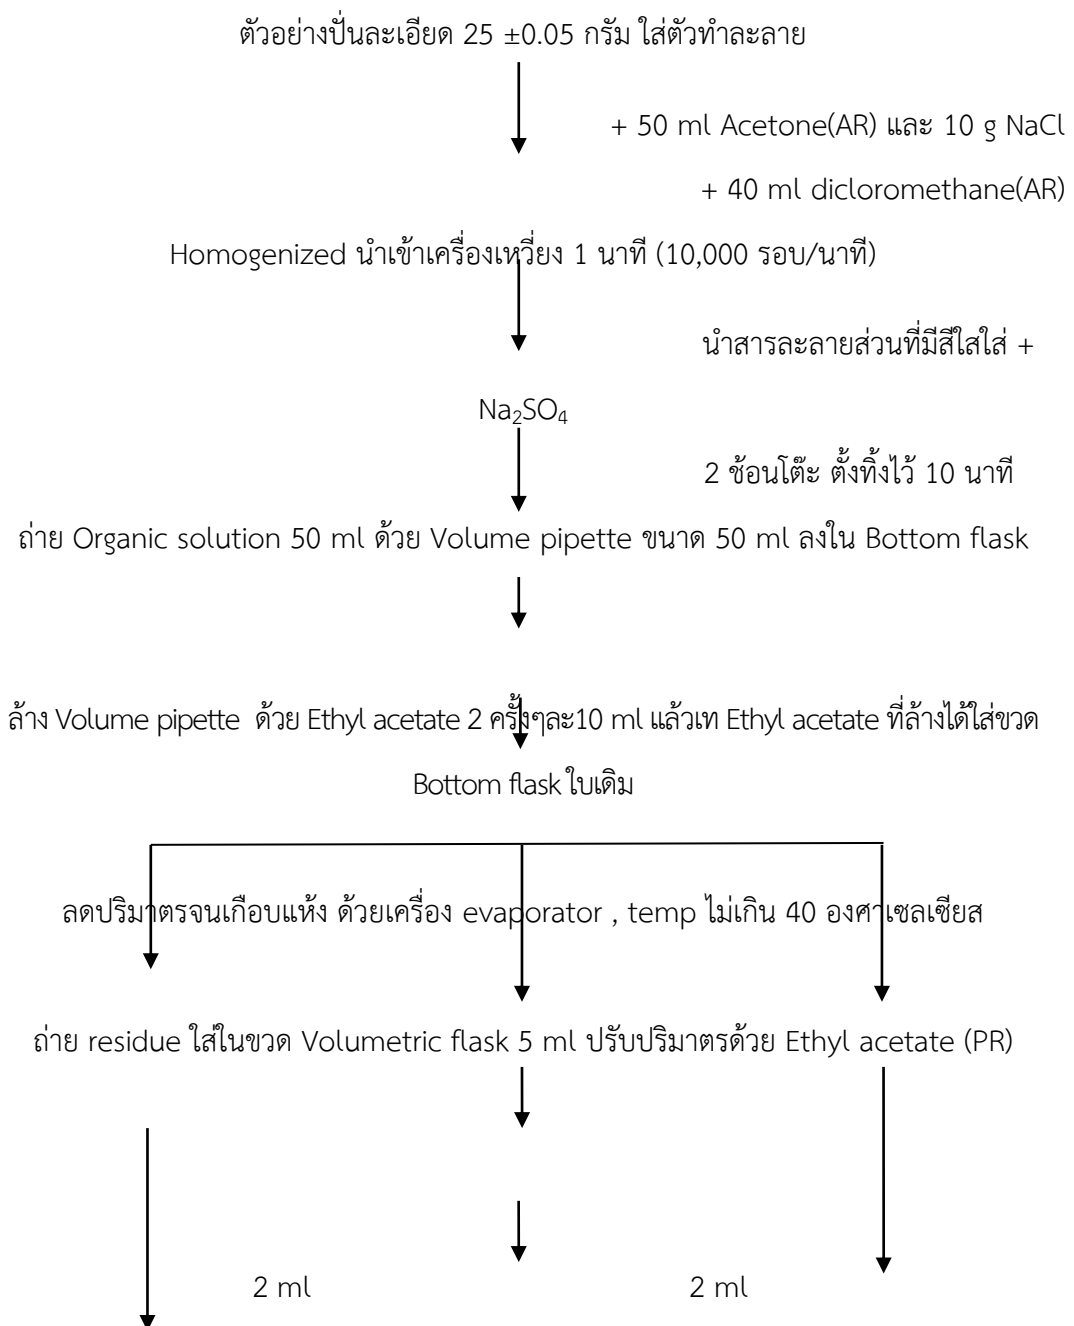 ตัวอย่างปั่นละเอียด 25 ±0.05 กรัม ใส่ตัวทำละลาย
+ 50 ml Acetone(AR) และ 10 g NaCl
+ 40 ml dicloromethane(AR)
Homogenized นำเข้าเครื่องเหวี่ยง 1 นาที (10,000 รอบ/นาที)
นำสารละลายส่วนที่มีสีใสใส่ +
Na₂SO₄
2 ช้อนโต๊ะ ตั้งทิ้งไว้ 10 นาที
ถ่าย Organic solution 50 ml ด้วย Volume pipette ขนาด 50 ml ลงใน Bottom flask
ล้าง Volume pipette ด้วย Ethyl acetate 2 ครั้งๆละ10 ml แล้วเท Ethyl acetate ที่ล้างได้ใส่ขวด
Bottom flask ใบเดิม
ลดปริมาตรจนเกือบแห้ง ด้วยเครื่อง evaporator , temp ไม่เกิน 40 องศาเซลเซียส
ถ่าย residue ใส่ในขวด Volumetric flask 5 ml ปรับปริมาตรด้วย Ethyl acetate (PR)
2 ml 2 ml